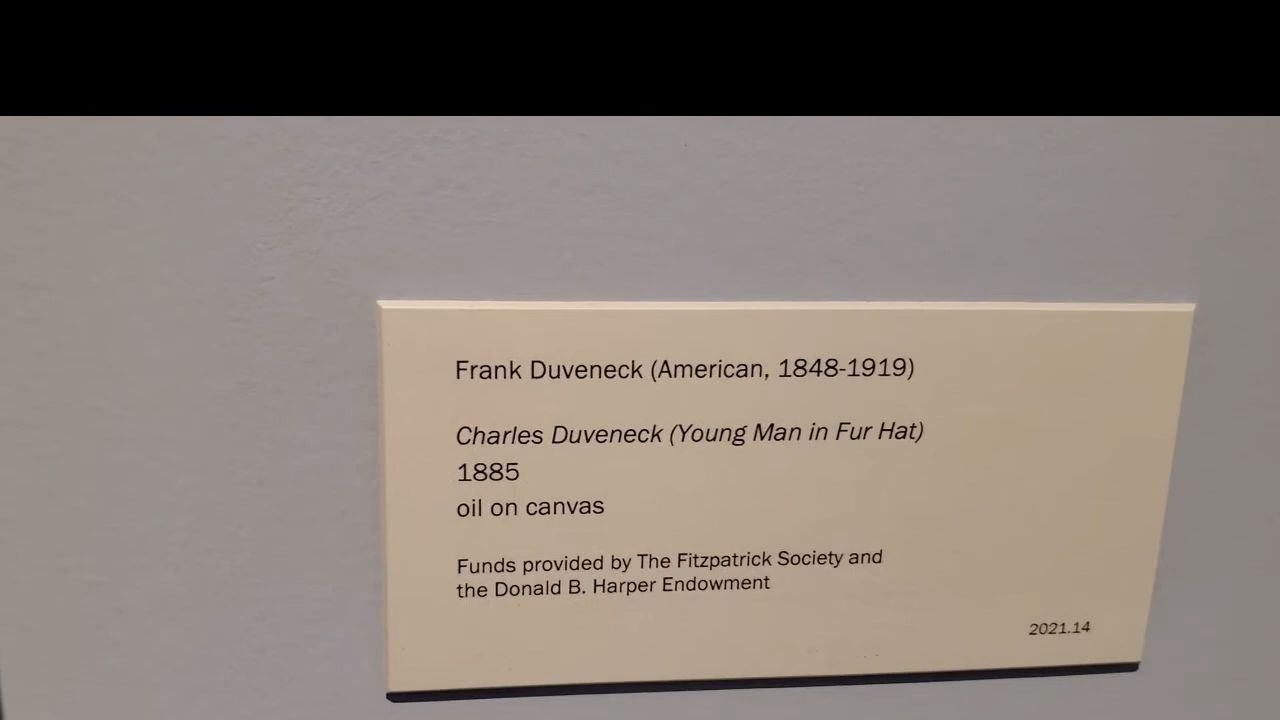 Frank Duveneck (American, 1848-1919)
Charles Duveneck (Young Man in Fur Hat)
1885
oil on canvas
Funds provided by The Fitzpatrick Society and
the Donald B. Harper Endowment
2021.14